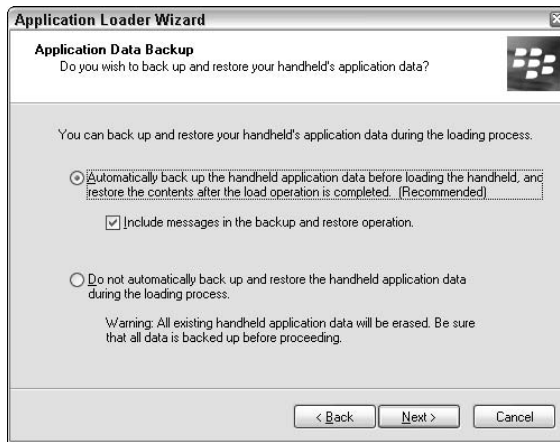 Application Loader Wizard
Application Data Backup
Do you wish to back up and restore your handheld's application data?
You can back up and restore your handheld's application data during the loading process.
Automatically back up the handheld application data before loading the handheld, and
restore the contents after the load operation is completed. (Recommended)
Include messages in the backup and restore operation.
Do not automatically back up and restore the handheld application data
during the loading process.
Warning: All existing handheld application data will be erased. Be sure
that all data is backed up before proceeding.
< Back Next > Cancel